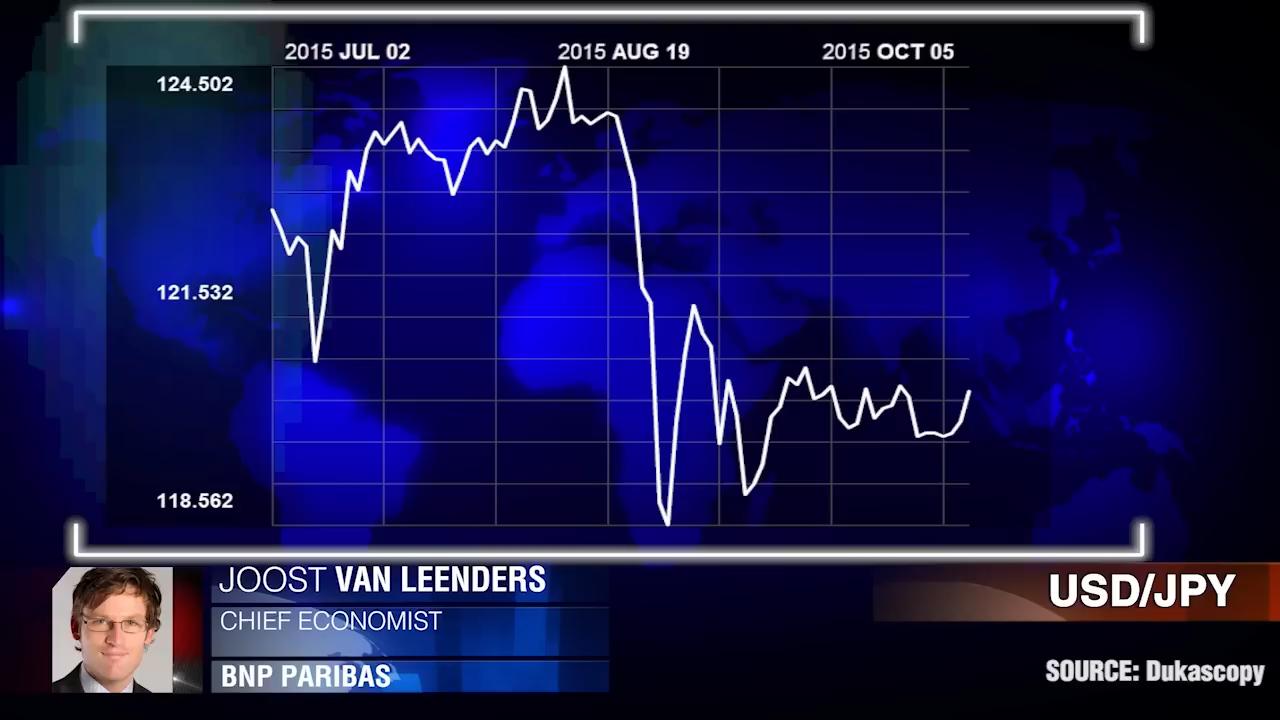 2015 JUL 02 2015 AUG 19 2015 OCT 05
124.502
121.532
118.562
JOOST VAN LEENDERS
CHIEF ECONOMIST
BNP PARIBAS
USD/JPY
SOURCE: Dukascopy